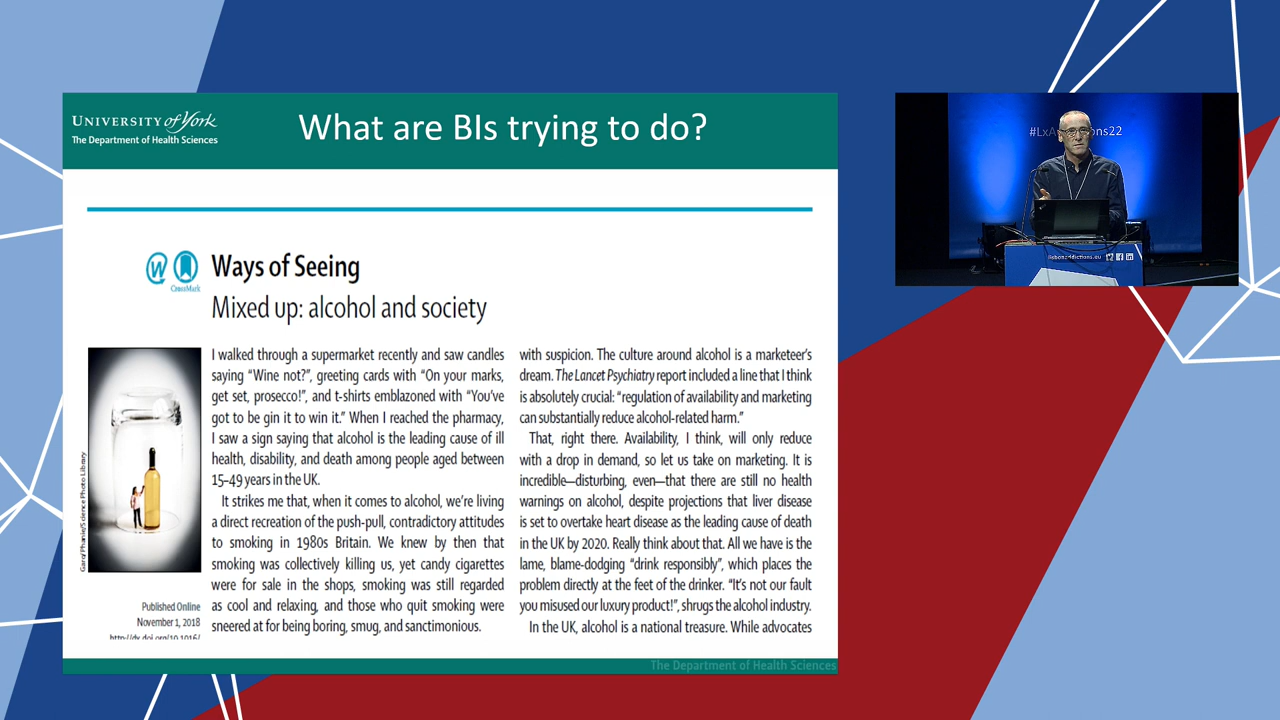 UNIVERSITY of York
The Department of Health Sciences
What are BIs trying to do?
#LxAddictions22
CrossMark
Ways of Seeing
Mixed up: alcohol and society
I walked through a supermarket recently and saw candles
saying “Wine not?”, greeting cards with “On your marks,
get set, prosecco!”, and t-shirts emblazoned with “You’ve
got to be gin it to win it.” When I reached the pharmacy,
I saw a sign saying that alcohol is the leading cause of ill
health, disability, and death among people aged between
15–49 years in the UK.
It strikes me that, when it comes to alcohol, we’re living
a direct recreation of the push-pull, contradictory attitudes
to smoking in 1980s Britain. We knew by then that
smoking was collectively killing us, yet candy cigarettes
were for sale in the shops, smoking was still regarded
as cool and relaxing, and those who quit smoking were
sneered at for being boring, smug, and sanctimonious.
with suspicion. The culture around alcohol is a marketeer’s
dream. The Lancet Psychiatry report included a line that I think
is absolutely crucial: “regulation of availability and marketing
can substantially reduce alcohol-related harm.”
That, right there. Availability, I think, will only reduce
with a drop in demand, so let us take on marketing. It is
incredible—disturbing, even—that there are still no health
warnings on alcohol, despite projections that liver disease
is set to overtake heart disease as the leading cause of death
in the UK by 2020. Really think about that. All we have is the
lame, blame-dodging “drink responsibly”, which places the
problem directly at the feet of the drinker. “It’s not our fault
you misused our luxury product!”, shrugs the alcohol industry.
In the UK, alcohol is a national treasure. While advocates
Garo/Phanie/Science Photo Library
Published Online
November 1, 2018
http://dx.doi.org/10.1016/
The Department of Health Sciences
lisbonaddictions.eu